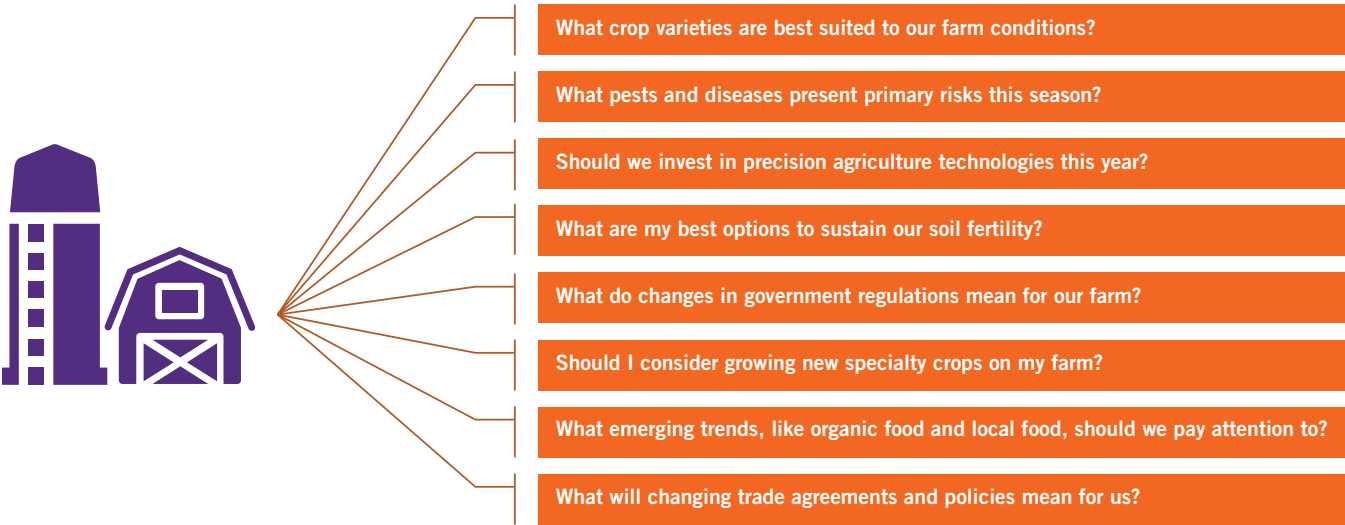 What crop varieties are best suited to our farm conditions?
What pests and diseases present primary risks this season?
Should we invest in precision agriculture technologies this year?
What are my best options to sustain our soil fertility?
What do changes in government regulations mean for our farm?
Should I consider growing new specialty crops on my farm?
What emerging trends, like organic food and local food, should we pay attention to?
What will changing trade agreements and policies mean for us?